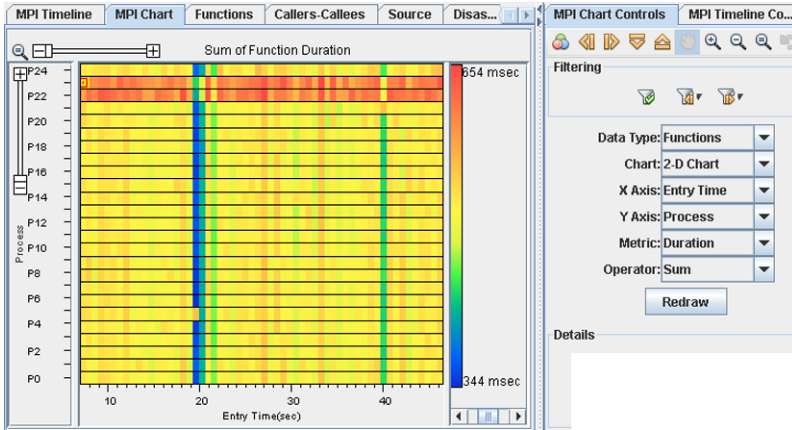 MPI Timeline MPI Chart Functions Callers-Callees Source Disas...
Sum of Function Duration
P24
P22
P20
P18
P16
P14
P12
P10
P8
P6
P4
P2
P0
Process
10 20 30 40
Entry Time(sec)
654 msec
344 msec
MPI Chart Controls MPI Timeline Co...
Filtering
Data Type: Functions
Chart: 2-D Chart
X Axis: Entry Time
Y Axis: Process
Metric: Duration
Operator: Sum
Redraw
Details